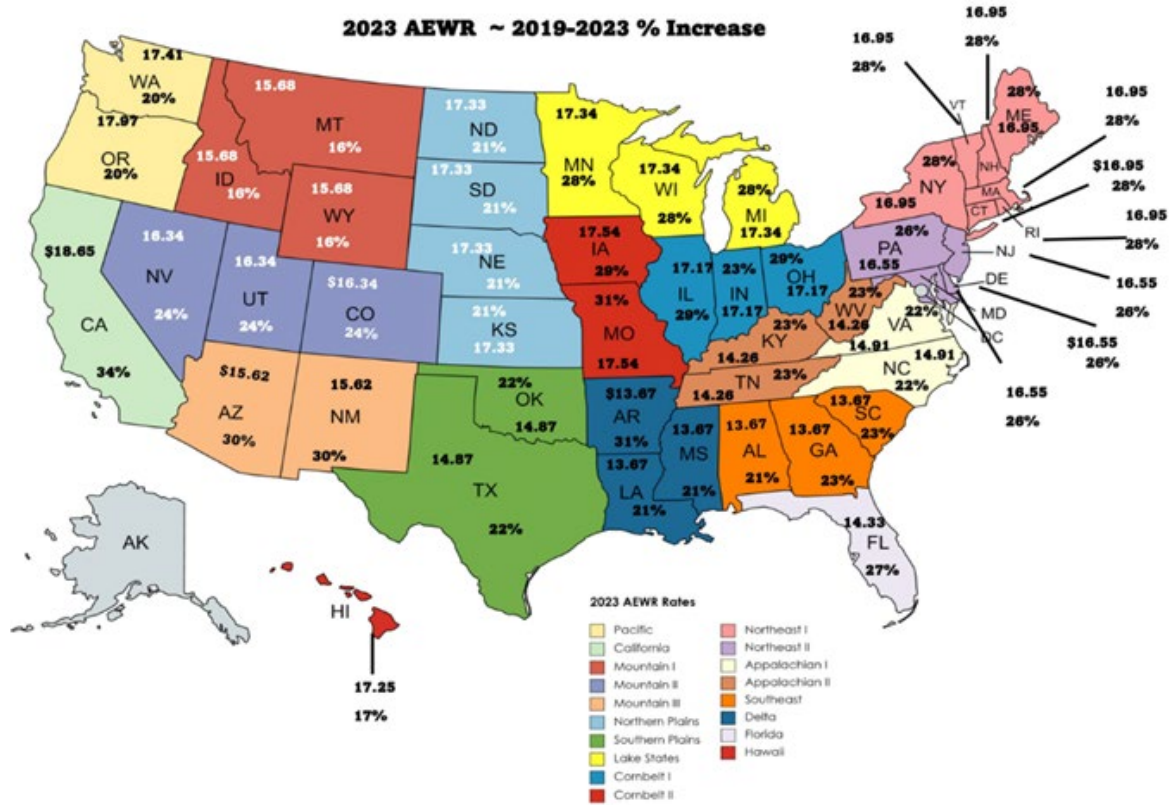 2023 AEWR ~ 2019-2023 % Increase
17.41
WA
20%
17.97
OR
20%
15.68
MT
16%
15.68
ID
16%
15.68
WY
16%
17.33
ND
21%
17.33
SD
21%
17.33
NE
21%
21%
KS
17.33
17.34
MN
28%
17.34
WI
28%
28%
MI
17.34
17.54
IA
29%
31%
MO
17.54
17.17
IL
29%
23%
IN
17.17
29%
OH
17.17
$18.65
CA
34%
16.34
NV
24%
16.34
UT
24%
$16.34
CO
24%
$15.62
AZ
30%
15.62
NM
30%
22%
OK
14.87
14.87
TX
22%
$13.67
AR
31%
13.67
LA
21%
13.67
MS
21%
13.67
AL
21%
13.67
GA
23%
13.67
SC
23%
14.33
FL
27%
23%
KY
14.26
23%
TN
14.26
23%
WV
14.26
22%
VA
14.91
14.91
NC
22%
26%
PA
16.55
28%
NY
16.95
28%
ME
16.95
VT
NH
MA
CT
RI
NJ
DE
MD
DC
16.95
28%
16.95
28%
16.95
28%
$16.95
28%
16.95
28%
16.55
26%
$16.55
26%
16.55
26%
AK
HI
17.25
17%
2023 AEWR Rates
Pacific
California
Mountain I
Mountain II
Mountain III
Northern Plains
Southern Plains
Lake States
Cornbelt I
Cornbelt II
Northeast I
Northeast II
Appalachian I
Appalachian II
Southeast
Delta
Florida
Hawaii